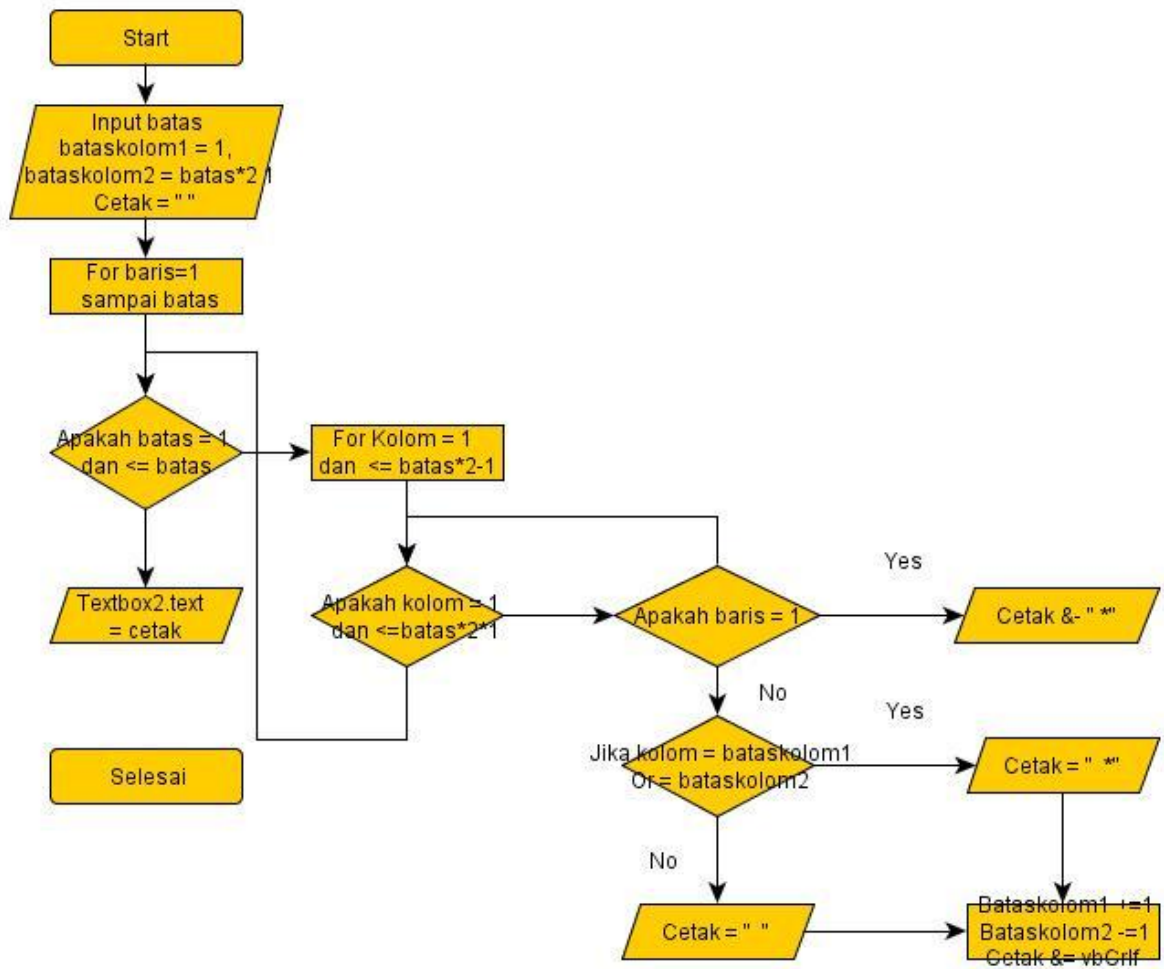 Start
Input batas
bataskolom1 = 1,
bataskolom2 = batas*2-1
Cetak = " "
For baris=1
sampai batas
Apakah batas = 1
dan <= batas
For Kolom = 1
dan <= batas*2-1
Textbox2.text
= cetak
Apakah kolom = 1
dan <=batas*2*1
Apakah baris = 1
Yes
Cetak &- " *"
No
Jika kolom = bataskolom1
Or = bataskolom2
Yes
Cetak = " *"
Selesai
No
Cetak = " "
Bataskolom1 +=1
Bataskolom2 -=1
Cetak &= vbCrlf